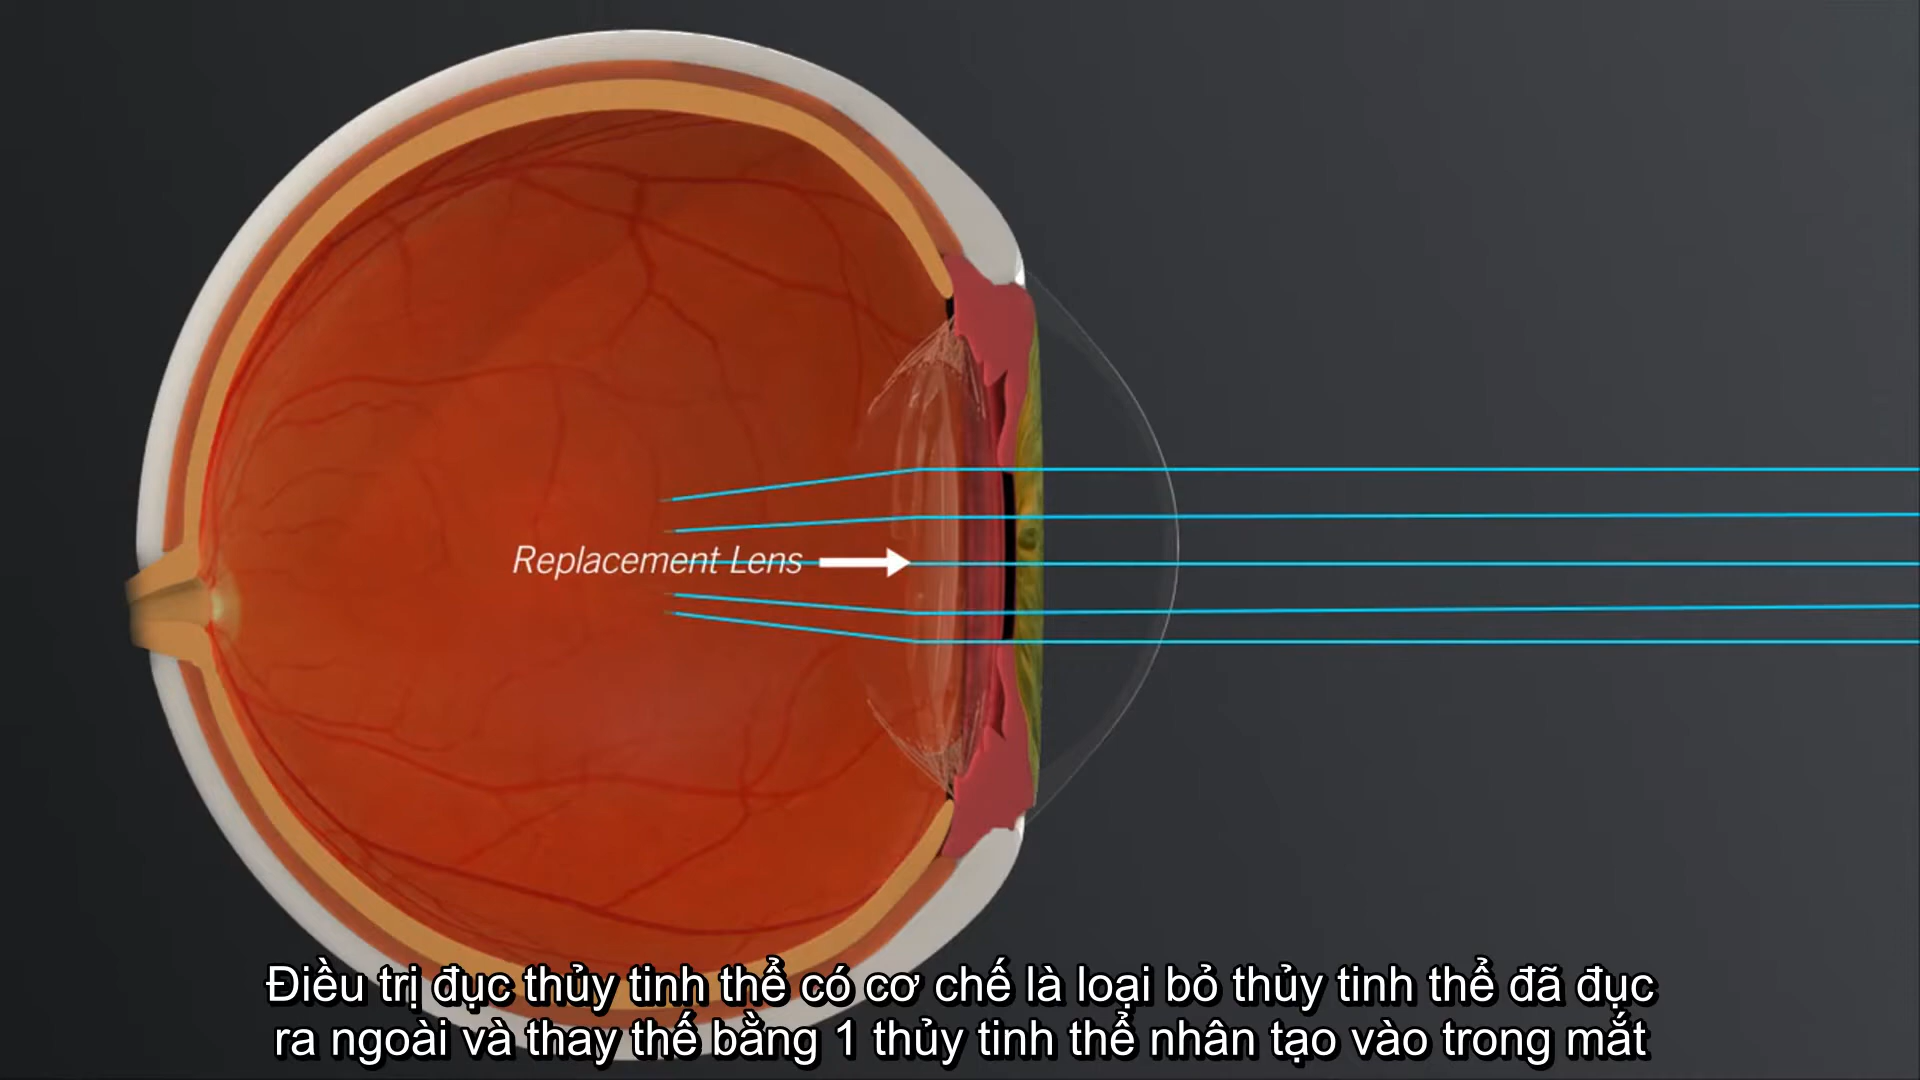 Replacement Lens
Điều trị đục thủy tinh thể có cơ chế là loại bỏ thủy tinh thể đã đục
ra ngoài và thay thế bằng 1 thủy tinh thể nhân tạo vào trong mắt